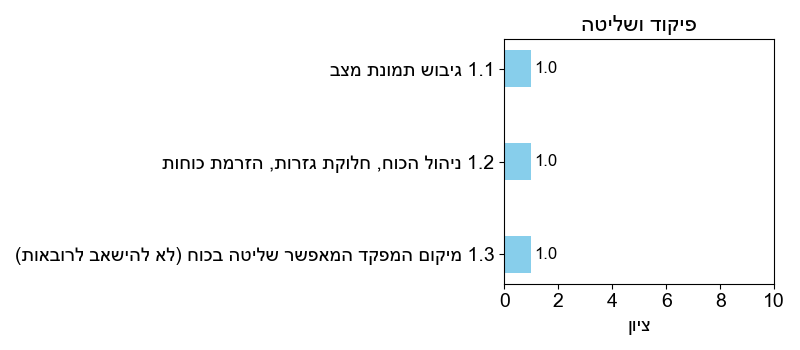 פיקוד ושליטה
1.1 גיבוש תמונת מצב
1.0
1.2 ניהול הכוח, חלוקת גזרות, הזרמת כוחות
1.0
1.3 מיקום המפקד המאפשר שליטה בכוח (לא להישאב לרובאות)
1.0
0 2 4 6 8 10
ציון